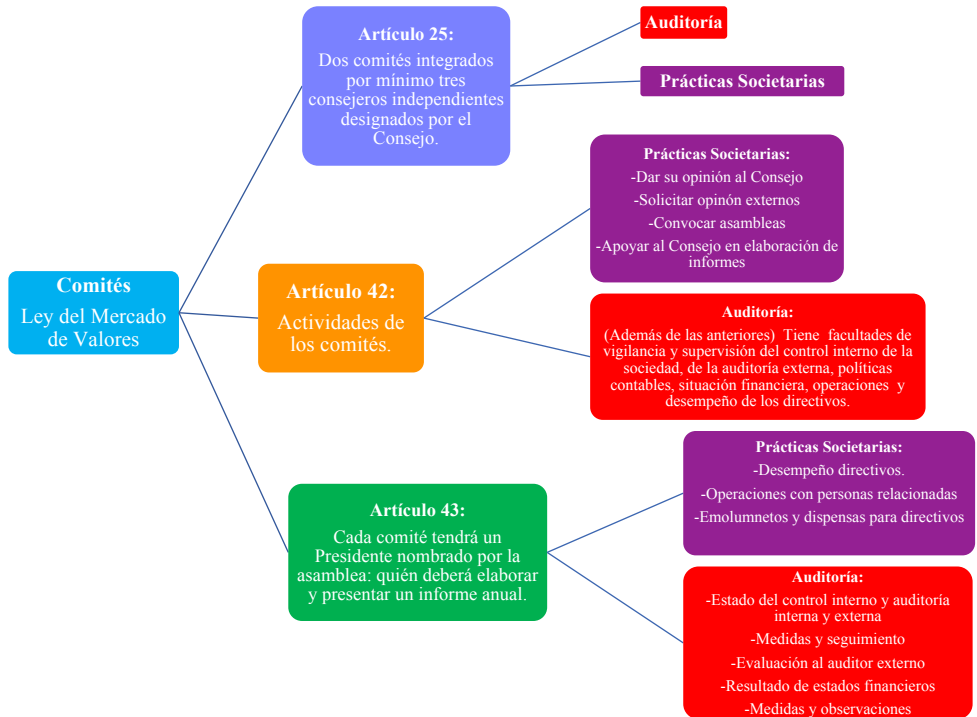 Comités
Ley del Mercado
de Valores
Artículo 25:
Dos comités integrados
por mínimo tres
consejeros independientes
designados por el
Consejo.
Auditoría
Prácticas Societarias
Artículo 42:
Actividades de
los comités.
Prácticas Societarias:
-Dar su opinión al Consejo
-Solicitar opinón externos
-Convocar asambleas
-Apoyar al Consejo en elaboración de
informes
Auditoría:
(Además de las anteriores) Tiene facultades de
vigilancia y supervisión del control interno de la
sociedad, de la auditoría externa, políticas
contables, situación financiera, operaciones y
desempeño de los directivos.
Artículo 43:
Cada comité tendrá un
Presidente nombrado por la
asamblea: quién deberá elaborar
y presentar un informe anual.
Prácticas Societarias:
-Desempeño directivos.
-Operaciones con personas relacionadas
-Emolumnetos y dispensas para directivos
Auditoría:
-Estado del control interno y auditoría
interna y externa
-Medidas y seguimiento
-Evaluación al auditor externo
-Resultado de estados financieros
-Medidas y observaciones